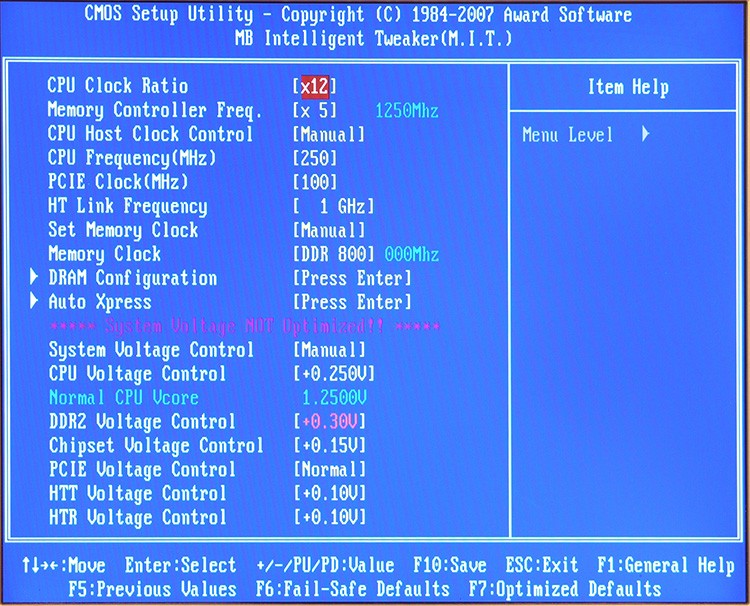 CMOS Setup Utility - Copyright (C) 1984-2007 Award Software
MB Intelligent Tweaker(M.I.T.)
CPU Clock Ratio [x12]
Memory Controller Freq. [x 5] 1250Mhz
CPU Host Clock Control [Manual]
CPU Frequency(MHz) [250]
PCIE Clock(MHz) [100]
HT Link Frequency [ 1 GHz]
Set Memory Clock [Manual]
Memory Clock [DDR 800] 000Mhz
DRAM Configuration [Press Enter]
Auto Xpress [Press Enter]
***** System Voltage NOT Optimized!! *****
System Voltage Control [Manual]
CPU Voltage Control [+0.250V]
Normal CPU Vcore 1.2500V
DDR2 Voltage Control [+0.30V]
Chipset Voltage Control [+0.15V]
PCIE Voltage Control [Normal]
HTT Voltage Control [+0.10V]
HTR Voltage Control [+0.10V]
Item Help
Menu Level
↑↓→←:Move Enter:Select +/-/PU/PD:Value F10:Save ESC:Exit F1:General Help
F5:Previous Values F6:Fail-Safe Defaults F7:Optimized Defaults